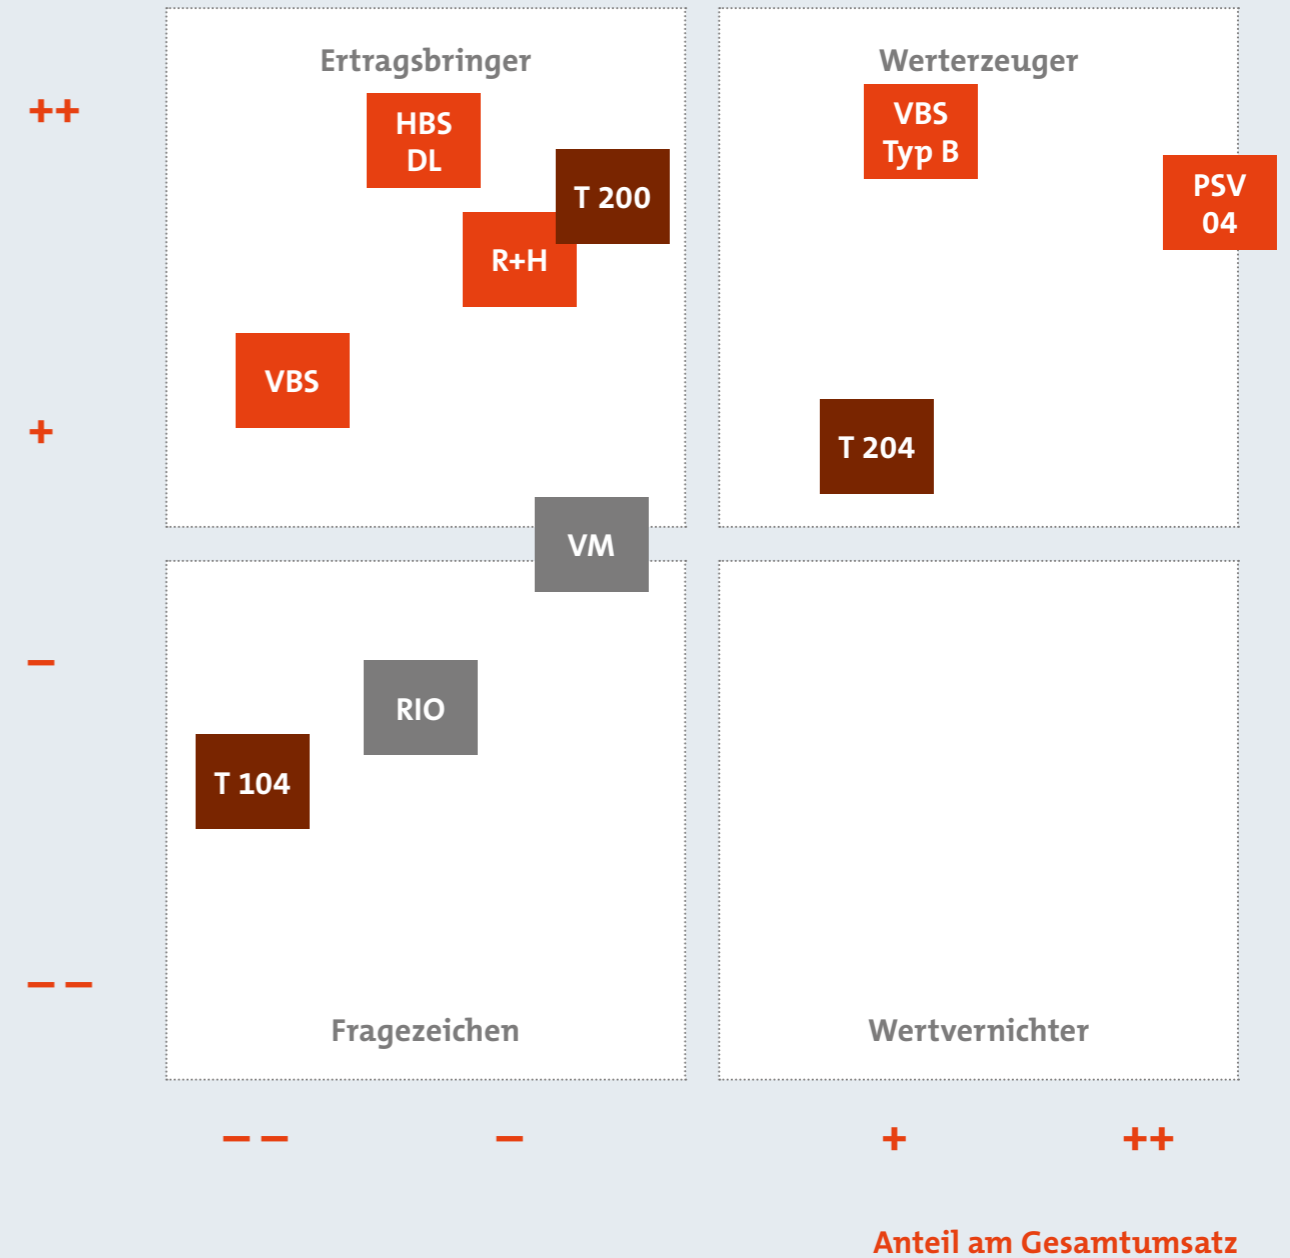 Ertragsbringer
Werterzeuger
++
HBS
DL
VBS
Typ B
T 200
PSV
04
R+H
VBS
+
T 204
VM
–
RIO
T 104
– –
Fragezeichen
Wertvernichter
– –
–
+
++
Anteil am Gesamtumsatz